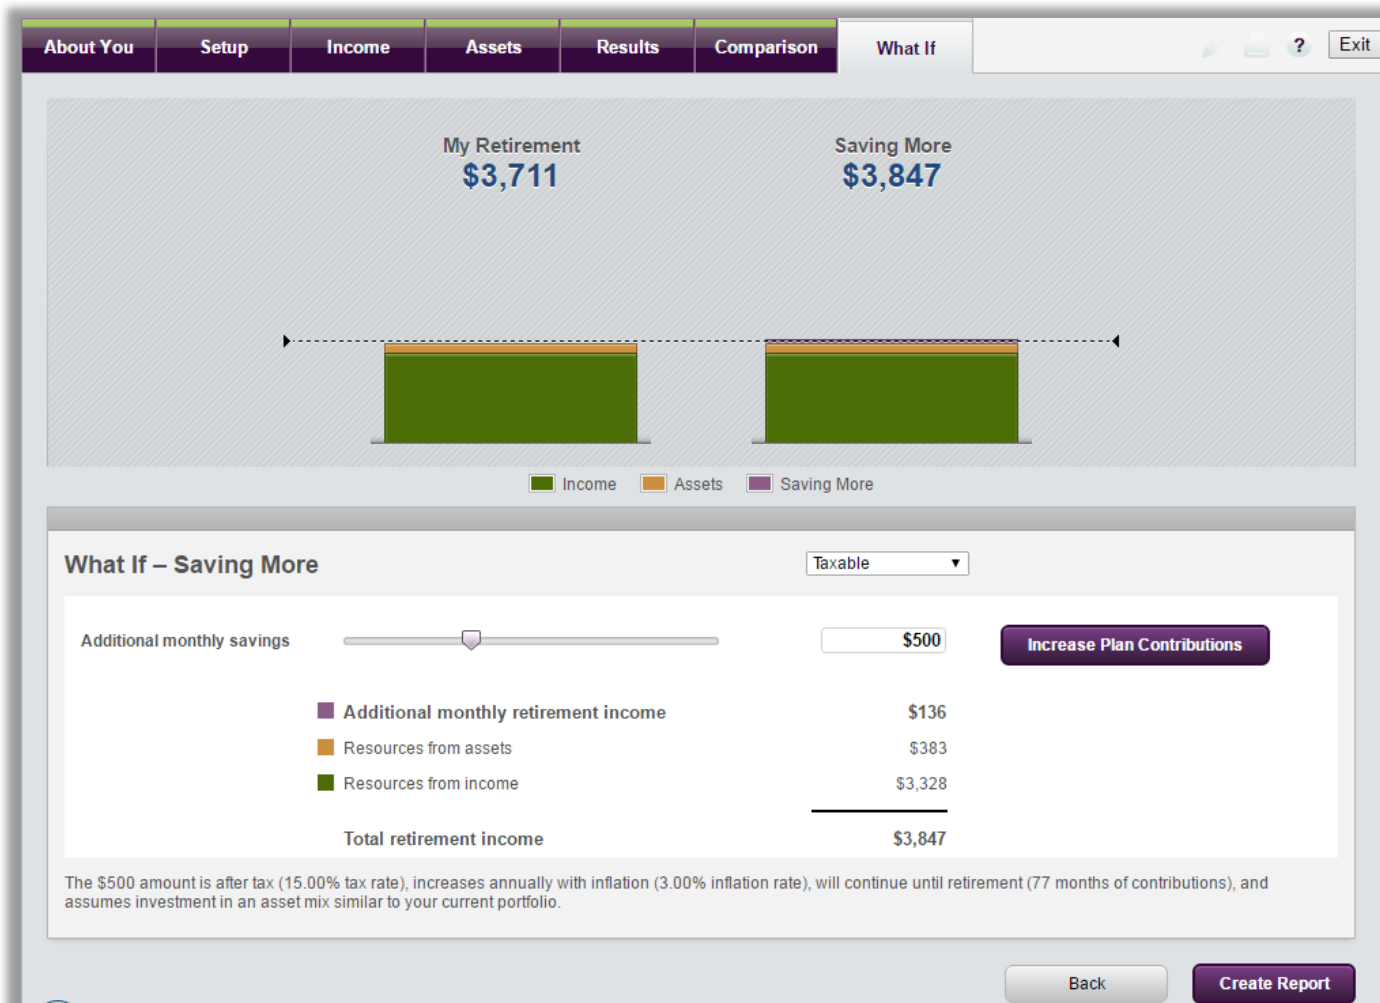 About You Setup Income Assets Results Comparison What If ? Exit
My Retirement Saving More
$3,711 $3,847
Income Assets Saving More
What If – Saving More Taxable
Additional monthly savings $500 Increase Plan Contributions
Additional monthly retirement income $136
Resources from assets $383
Resources from income $3,328
Total retirement income $3,847
The $500 amount is after tax (15.00% tax rate), increases annually with inflation (3.00% inflation rate), will continue until retirement (77 months of contributions), and
assumes investment in an asset mix similar to your current portfolio.
Back Create Report